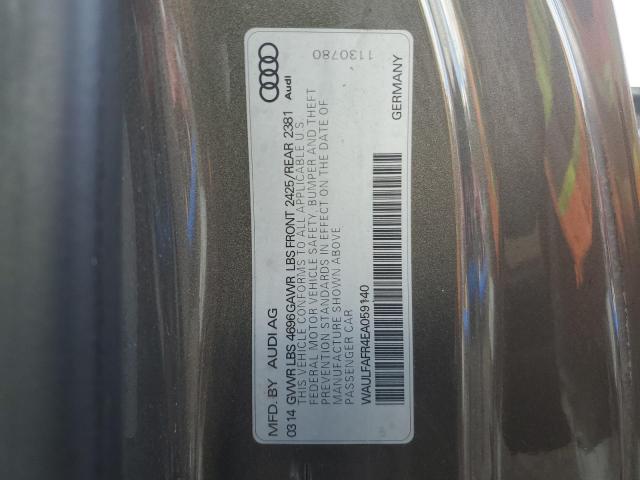 MFD. BY AUDI AG
0314 GVWR LBS 4696 GAWR LBS FRONT 2425/REAR 2381
THIS VEHICLE CONFORMS TO ALL APPLICABLE U.S.
FEDERAL MOTOR VEHICLE SAFETY, BUMPER AND THEFT
PREVENTION STANDARDS IN EFFECT ON THE DATE OF
MANUFACTURE SHOWN ABOVE
PASSENGER CAR
WAULFAFR4EA059140
GERMANY
Audi
1130780